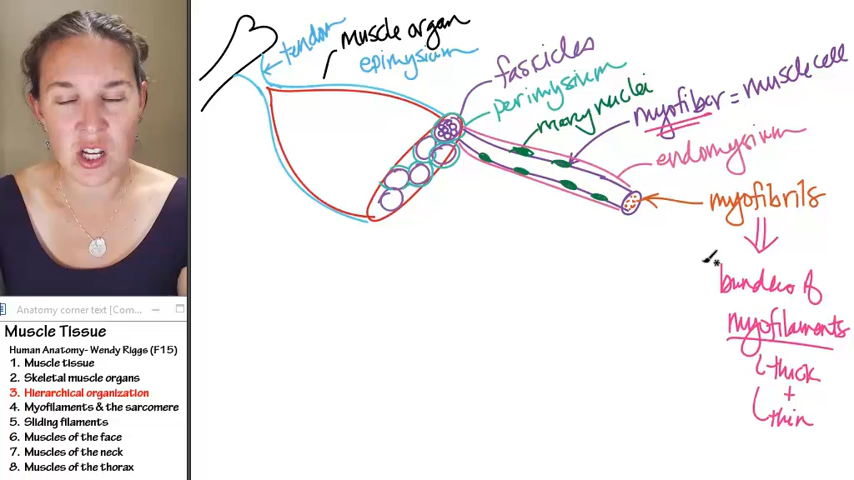 tendon
muscle organ
epimysium
fascicles
perimysium
many nuclei
myofiber = muscle cell
endomysium
myofibrils
bundles of
myofilaments
thick
+
thin
Anatomy corner text [Com...
Muscle Tissue
Human Anatomy- Wendy Riggs (F15)
1. Muscle tissue
2. Skeletal muscle organs
3. Hierarchical organization
4. Myofilaments & the sarcomere
5. Sliding filaments
6. Muscles of the face
7. Muscles of the neck
8. Muscles of the thorax